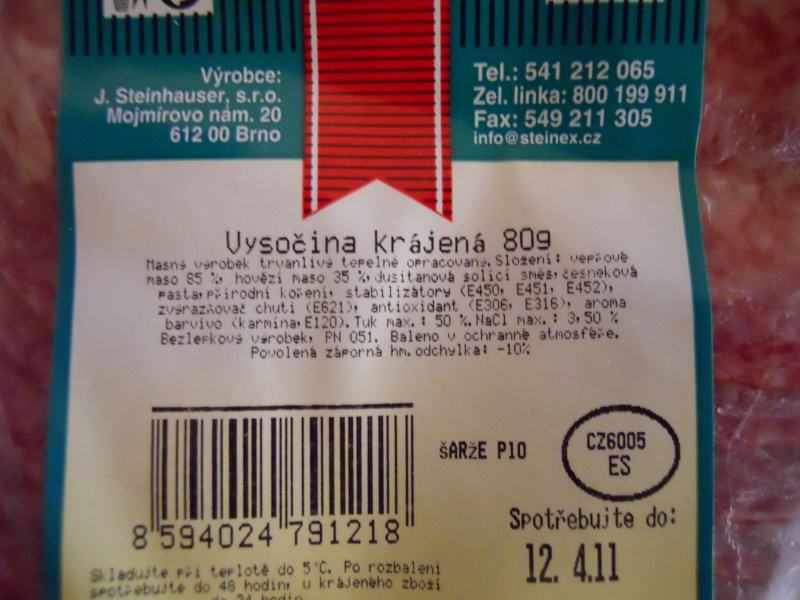 Výrobce:
J. Steinhauser, s.r.o.
Mojmírovo nám. 20
612 00 Brno
Tel.: 541 212 065
Zel. linka: 800 199 911
Fax: 549 211 305
info@steinex.cz
Vysočina krájená 80g
Masný výrobek trvanlivý tepelně opracovaný. Složení: vepřové
maso 85 %, hovězí maso 35 %, dusitanová solící směs, česneková
pasta, přírodní koření, stabilizátory (E450, E451, E452),
zvýrazňovač chuti (E621), antioxidant (E306, E316), aroma
barvivo (karmína, E120). Tuk max.: 50 %. NaCl max.: 3,50 %
Bezlepkový výrobek, PN 051. Baleno v ochranné atmosféře.
Povolená záporná hm. odchylka: -10%
ŠARŽE P10
CZ6005
ES
Spotřebujte do:
12. 4.11
8 594024 791218
Skladujte při teplotě do 5°C. Po rozbalení
spotřebujte do 48 hodin, u krájeného zboží
do 24 hodin.